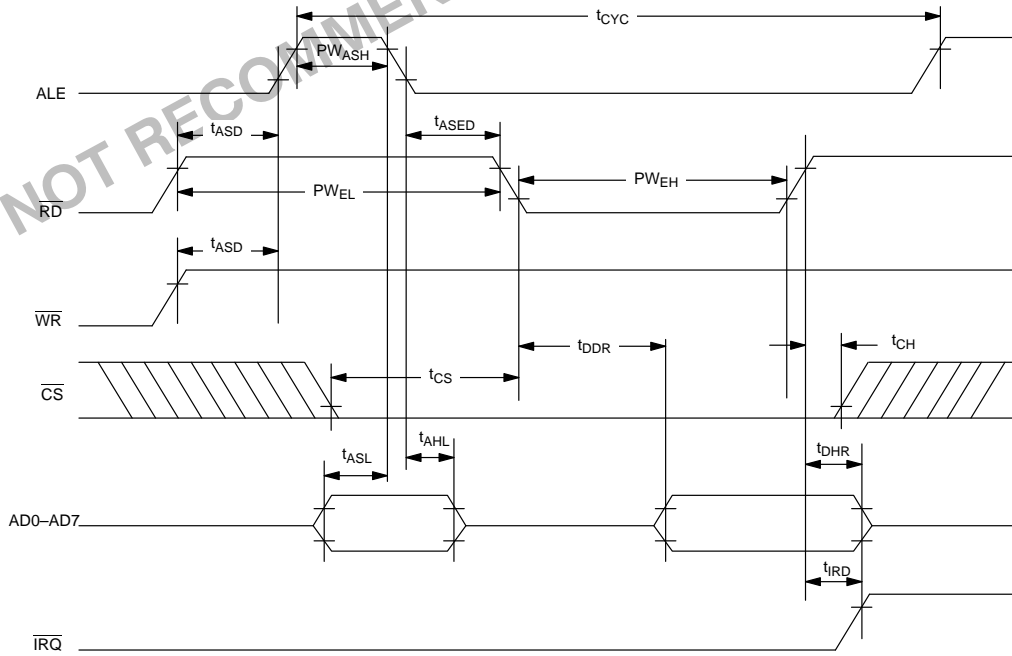 NOT RECOMMEN
tCYC
PWASH
ALE
tASD
tASED
PWEL
PWEH
RD
tASD
WR
tDDR
tCH
tCS
CS
tASL
tAHL
tDHR
AD0–AD7
tIRD
IRQ